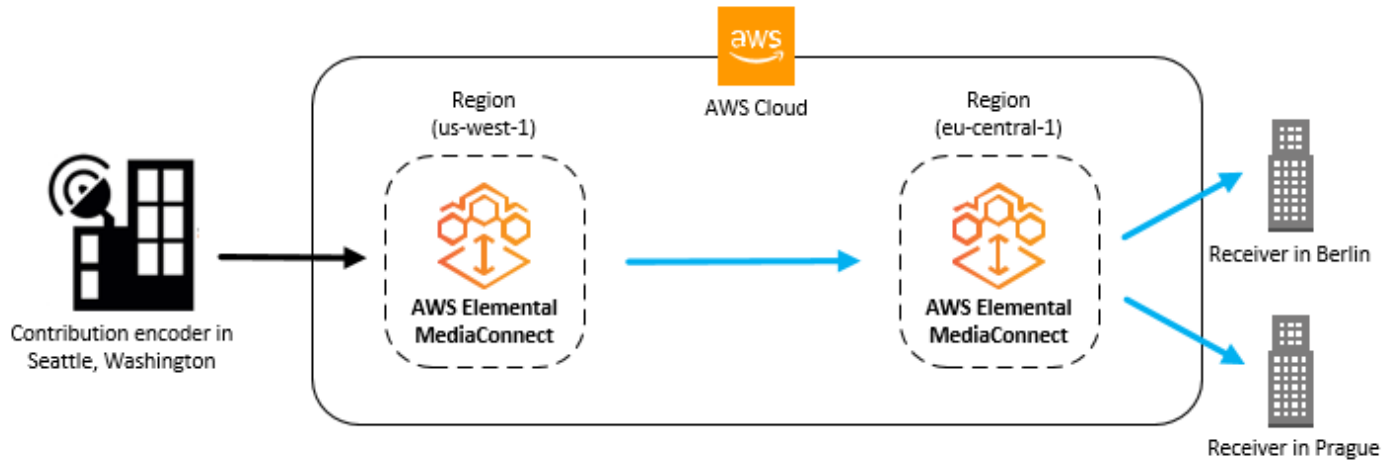 aws
AWS Cloud
Region
(us-west-1)
Region
(eu-central-1)
AWS Elemental
MediaConnect
AWS Elemental
MediaConnect
Contribution encoder in
Seattle, Washington
Receiver in Berlin
Receiver in Prague